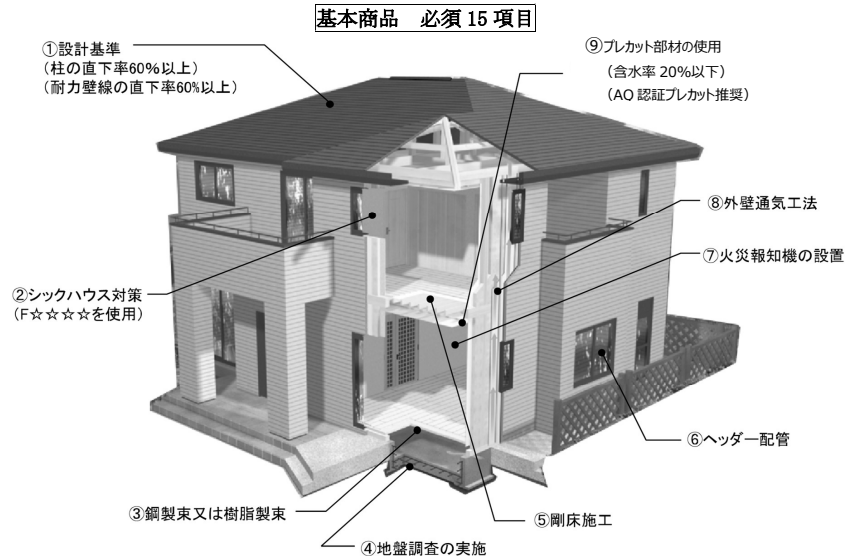 基本商品　必須 15 項目
①設計基準
（柱の直下率60％以上）
（耐力壁線の直下率60％以上）
②シックハウス対策
（F☆☆☆☆を使用）
③鋼製束又は樹脂製束
④地盤調査の実施
⑤剛床施工
⑥ヘッダー配管
⑦火災報知機の設置
⑧外壁通気工法
⑨プレカット部材の使用
（含水率 20％以下）
（AQ 認証プレカット推奨）